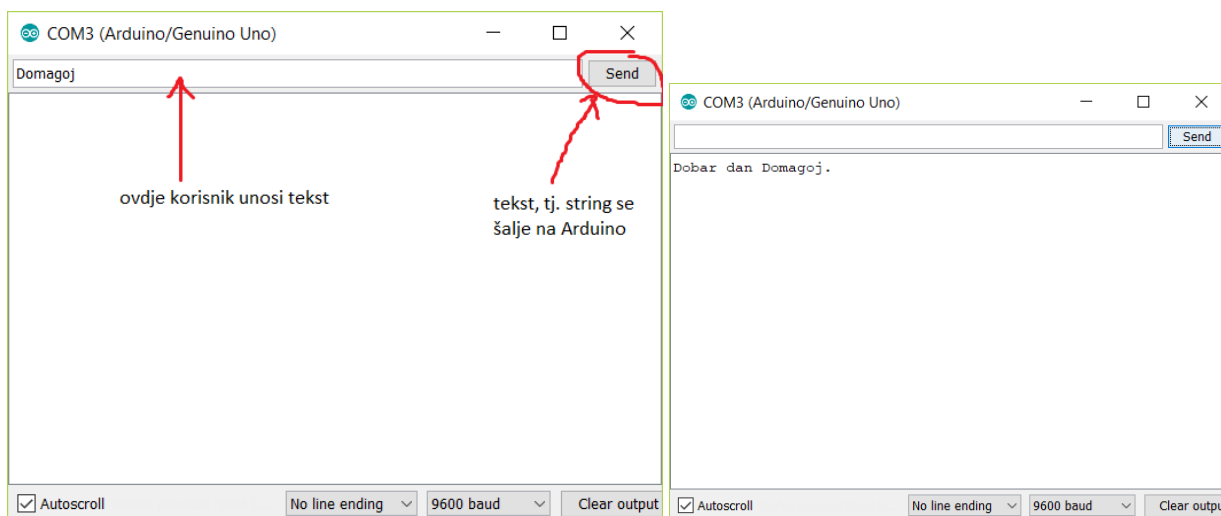 COM3 (Arduino/Genuino Uno)
Domagoj
Send
ovdje korisnik unosi tekst
tekst, tj. string se
šalje na Arduino
Autoscroll
No line ending
9600 baud
Clear output
COM3 (Arduino/Genuino Uno)
Send
Dobar dan Domagoj.
Autoscroll
No line ending
9600 baud
Clear outpu